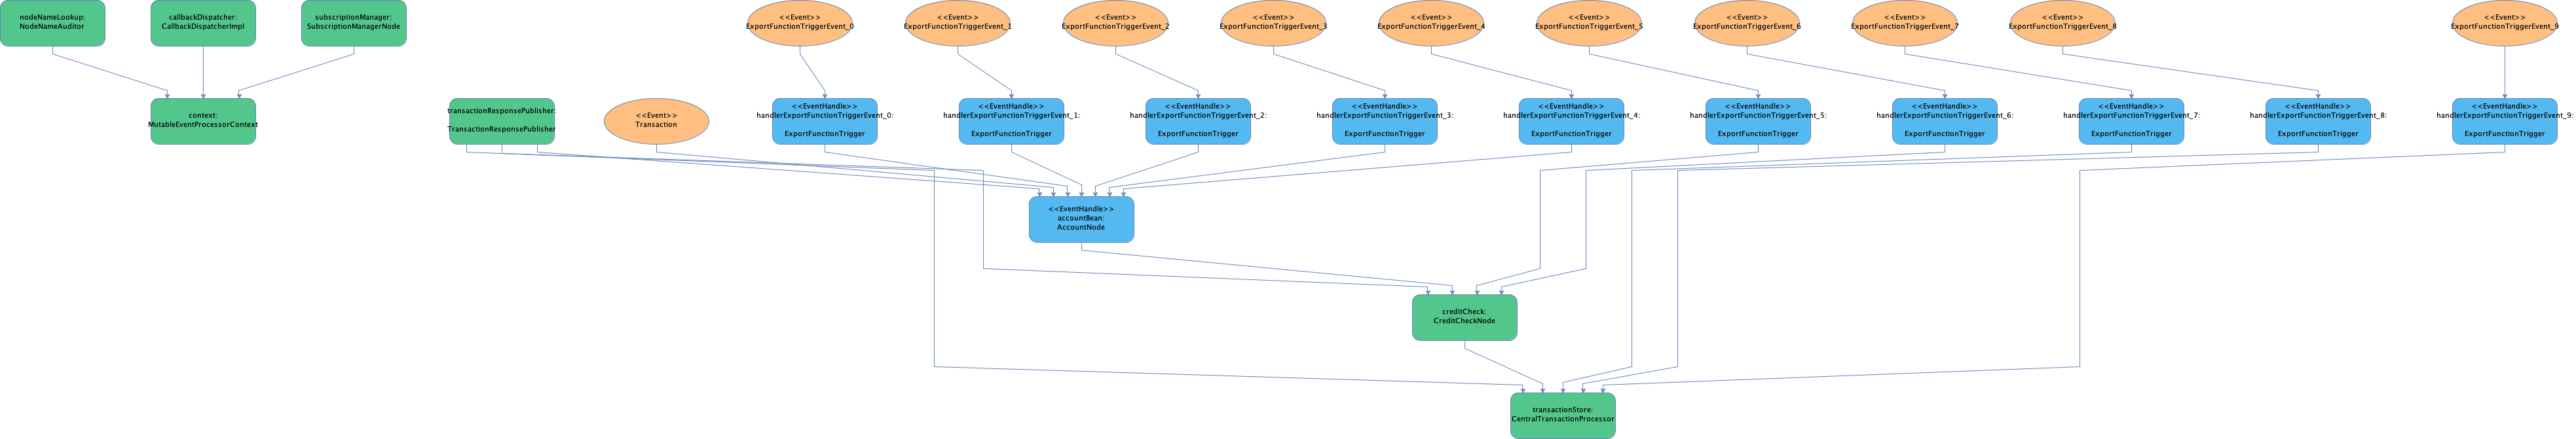 nodeNameLookup:
NodeNameAuditor
callbackDispatcher:
CallbackDispatcherImpl
subscriptionManager:
SubscriptionManagerNode
<<Event>>
ExportFunctionTriggerEvent_0
<<Event>>
ExportFunctionTriggerEvent_1
<<Event>>
ExportFunctionTriggerEvent_2
<<Event>>
ExportFunctionTriggerEvent_3
<<Event>>
ExportFunctionTriggerEvent_4
<<Event>>
ExportFunctionTriggerEvent_5
<<Event>>
ExportFunctionTriggerEvent_6
<<Event>>
ExportFunctionTriggerEvent_7
<<Event>>
ExportFunctionTriggerEvent_8
<<Event>>
ExportFunctionTriggerEvent_9
context:
MutableEventProcessorContext
transactionResponsePublisher:
TransactionResponsePublisher
<<Event>>
Transaction
<<EventHandle>>
handlerExportFunctionTriggerEvent_0:
ExportFunctionTrigger
<<EventHandle>>
handlerExportFunctionTriggerEvent_1:
ExportFunctionTrigger
<<EventHandle>>
handlerExportFunctionTriggerEvent_2:
ExportFunctionTrigger
<<EventHandle>>
handlerExportFunctionTriggerEvent_3:
ExportFunctionTrigger
<<EventHandle>>
handlerExportFunctionTriggerEvent_4:
ExportFunctionTrigger
<<EventHandle>>
handlerExportFunctionTriggerEvent_5:
ExportFunctionTrigger
<<EventHandle>>
handlerExportFunctionTriggerEvent_6:
ExportFunctionTrigger
<<EventHandle>>
handlerExportFunctionTriggerEvent_7:
ExportFunctionTrigger
<<EventHandle>>
handlerExportFunctionTriggerEvent_8:
ExportFunctionTrigger
<<EventHandle>>
handlerExportFunctionTriggerEvent_9:
ExportFunctionTrigger
<<EventHandle>>
accountBean:
AccountNode
creditCheck:
CreditCheckNode
transactionStore:
CentralTransactionProcessor